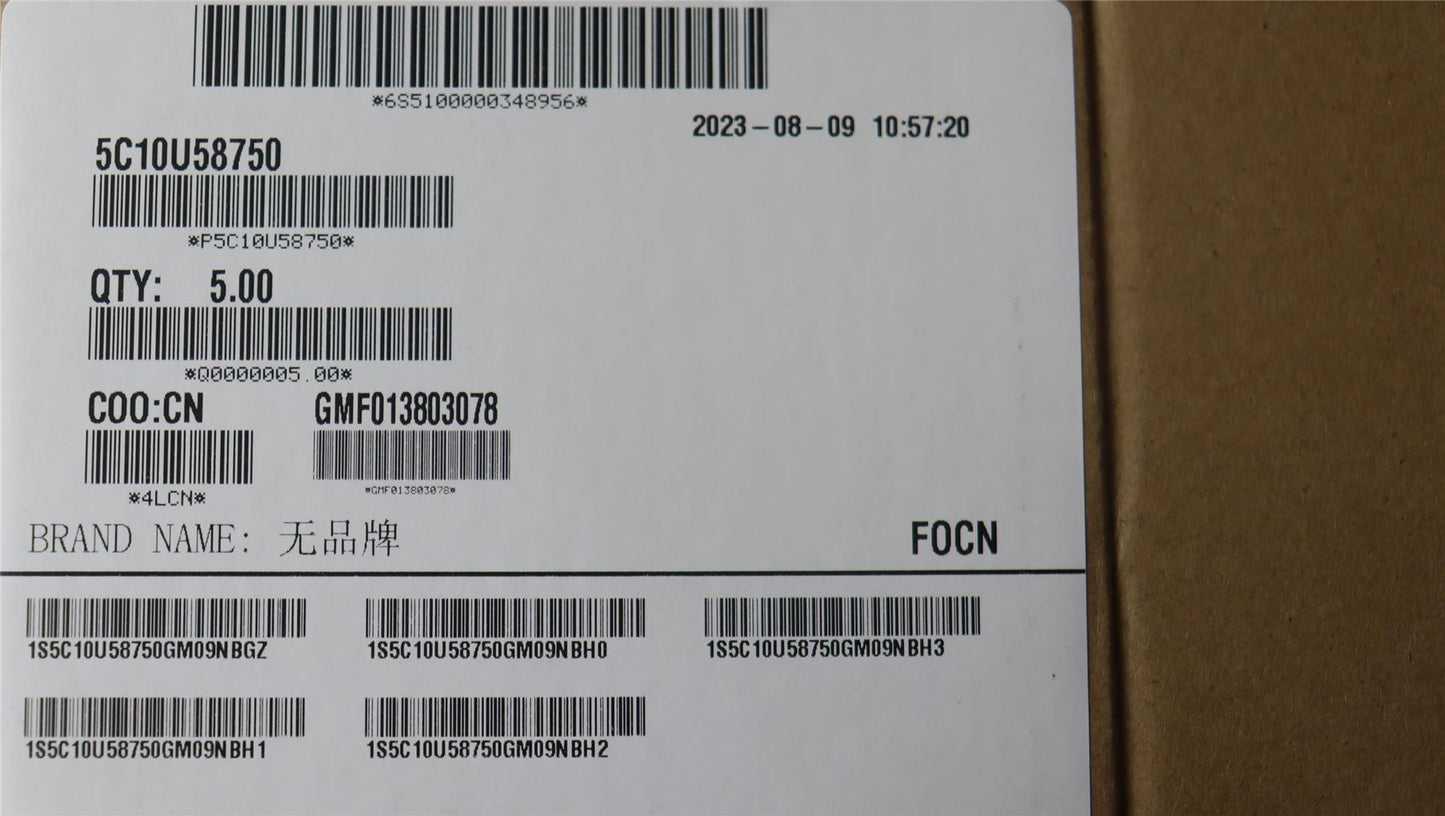 *6S5100000348956*
2023-08-09 10:57:20
5C10U58750
*P5C10U58750*
QTY: 5.00
*Q0000005.00*
COO:CN GMF013803078
*4LCN* *GMF013803078*
BRAND NAME: 无品牌 FOCN
1S5C10U58750GM09NBGZ 1S5C10U58750GM09NBH0 1S5C10U58750GM09NBH3
1S5C10U58750GM09NBH1 1S5C10U58750GM09NBH2